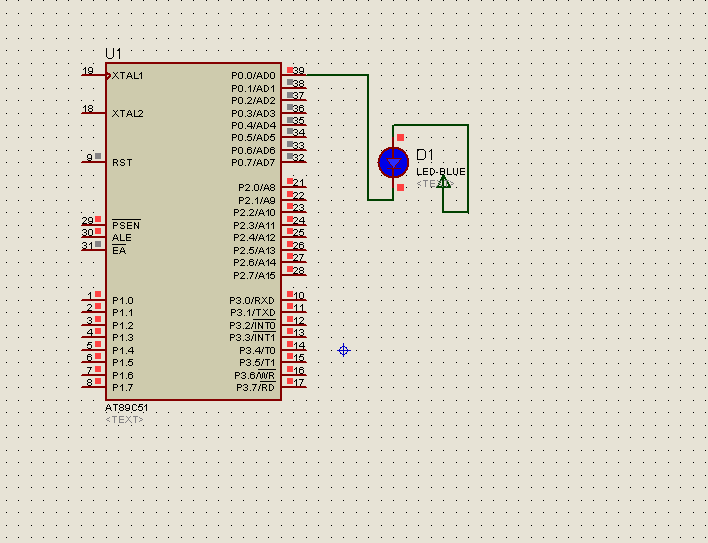 U1
19 XTAL1 P0.0/AD0 39
P0.1/AD1 38
P0.2/AD2 37
18 XTAL2 P0.3/AD3 36
P0.4/AD4 35
P0.5/AD5 34
P0.6/AD6 33
9 RST P0.7/AD7 32
P2.0/A8 21
P2.1/A9 22
P2.2/A10 23
29 PSEN P2.3/A11 24
30 ALE P2.4/A12 25
31 EA P2.5/A13 26
P2.6/A14 27
P2.7/A15 28
1 P1.0 P3.0/RXD 10
2 P1.1 P3.1/TXD 11
3 P1.2 P3.2/INT0 12
4 P1.3 P3.3/INT1 13
5 P1.4 P3.4/T0 14
6 P1.5 P3.5/T1 15
7 P1.6 P3.6/WR 16
8 P1.7 P3.7/RD 17
AT89C51
<TEXT>
D1
LED-BLUE
<TEXT>